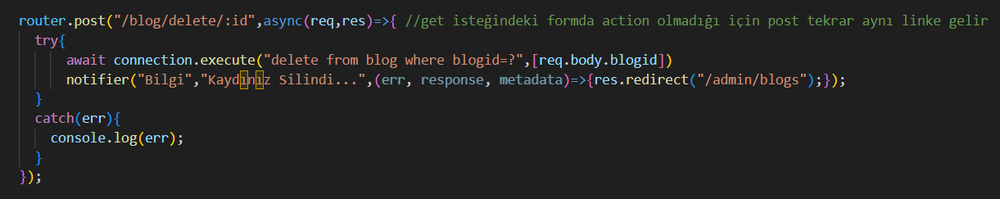 router.post("/blog/delete/:id",async(req,res)=>{ //get isteğindeki formda action olmadığı için post tekrar aynı linke gelir
  try{
      await connection.execute("delete from blog where blogid=?",[req.body.blogid])
      notifier("Bilgi","Kaydınız Silindi...",(err, response, metadata)=>{res.redirect("/admin/blogs");});
  }
  catch(err){
    console.log(err);
  }
});